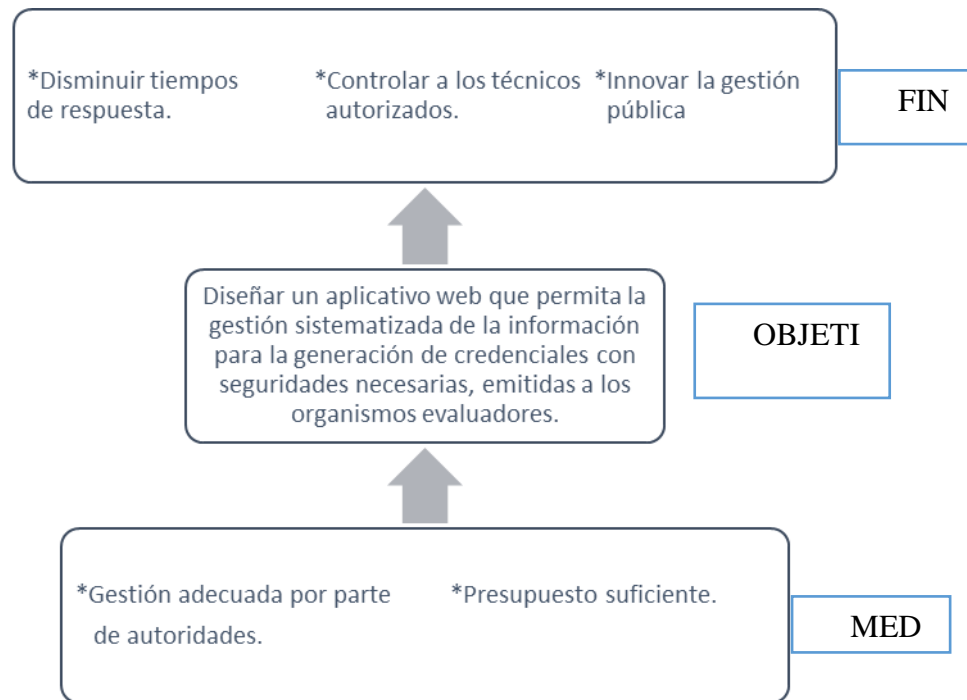 *Disminuir tiempos
de respuesta.
*Controlar a los técnicos
autorizados.
*Innovar la gestión
pública
FIN
Diseñar un aplicativo web que permita la
gestión sistematizada de la información
para la generación de credenciales con
seguridades necesarias, emitidas a los
organismos evaluadores.
OBJETI
*Gestión adecuada por parte
de autoridades.
*Presupuesto suficiente.
MED